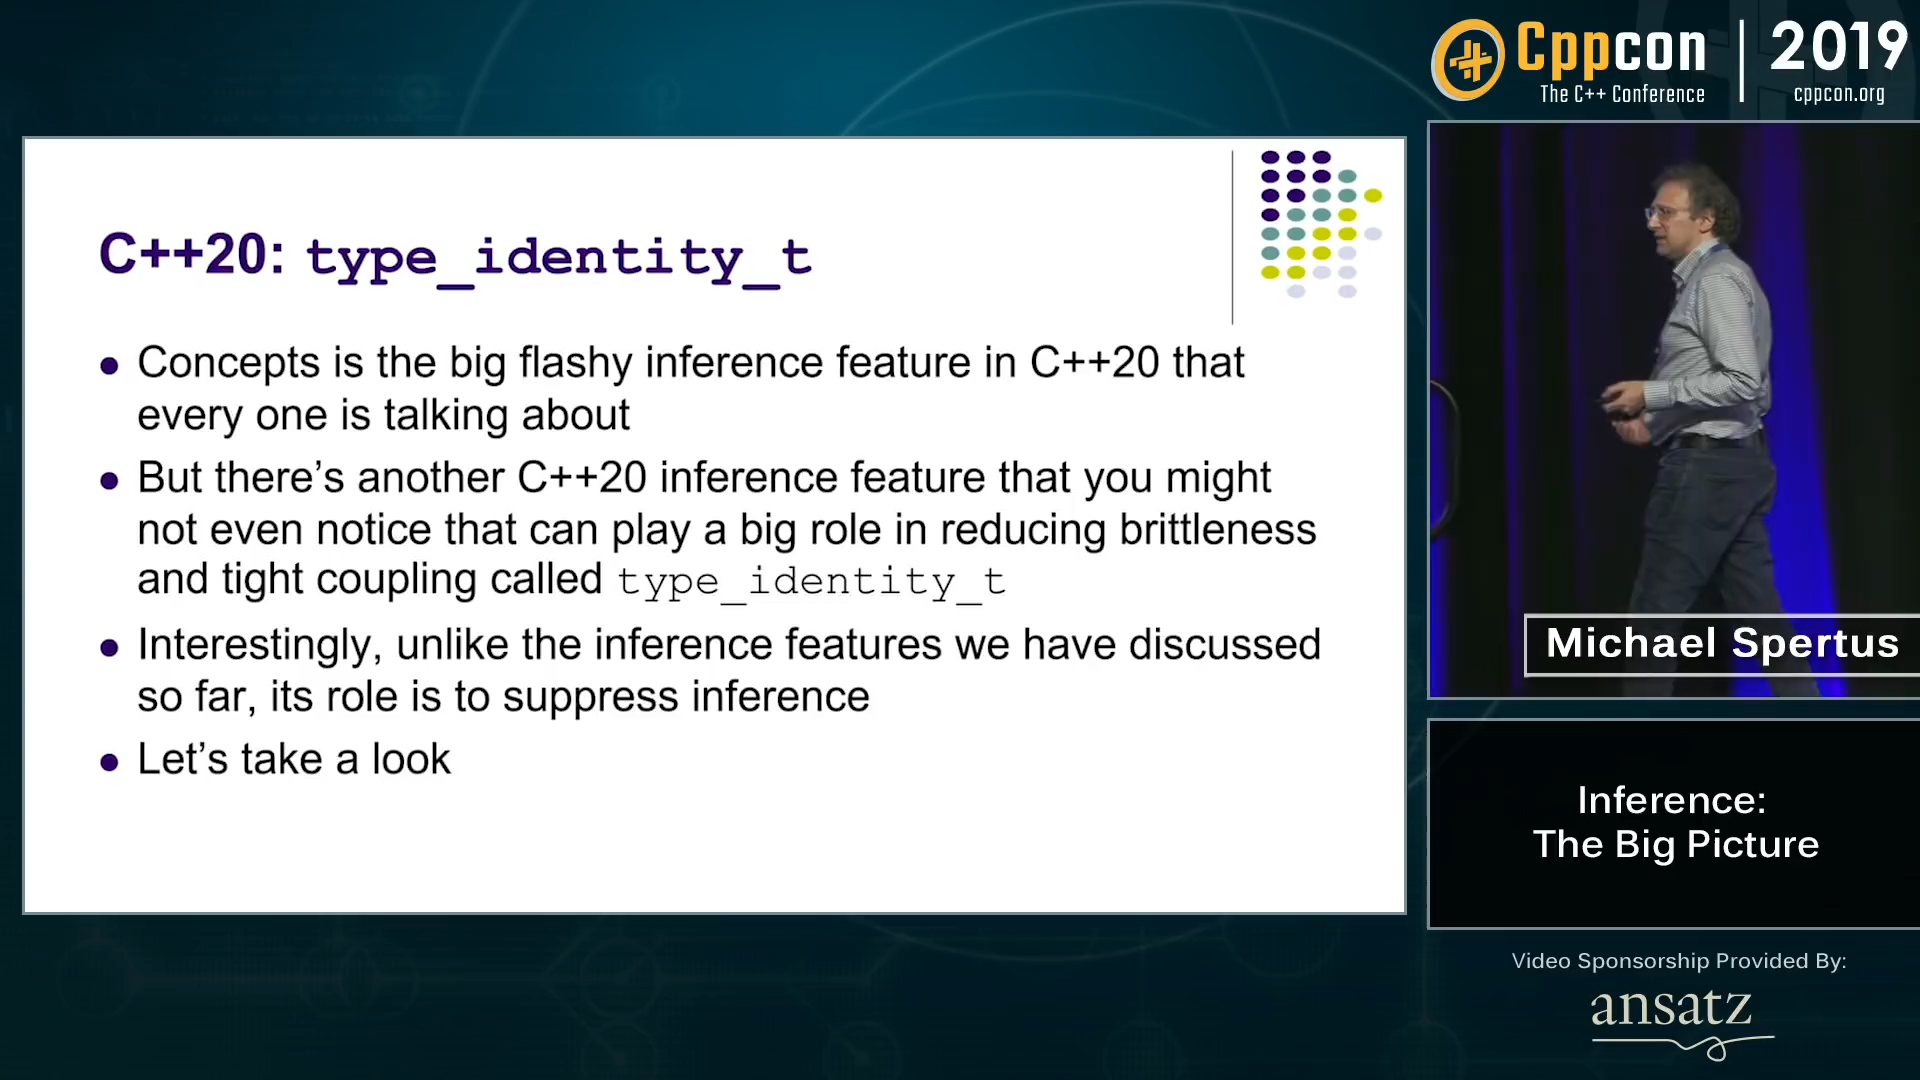 Cppcon | 2019
The C++ Conference
cppcon.org
C++20: type_identity_t
• Concepts is the big flashy inference feature in C++20 that
every one is talking about
• But there’s another C++20 inference feature that you might
not even notice that can play a big role in reducing brittleness
and tight coupling called type_identity_t
• Interestingly, unlike the inference features we have discussed
so far, its role is to suppress inference
• Let’s take a look
Michael Spertus
Inference:
The Big Picture
Video Sponsorship Provided By:
ansatz